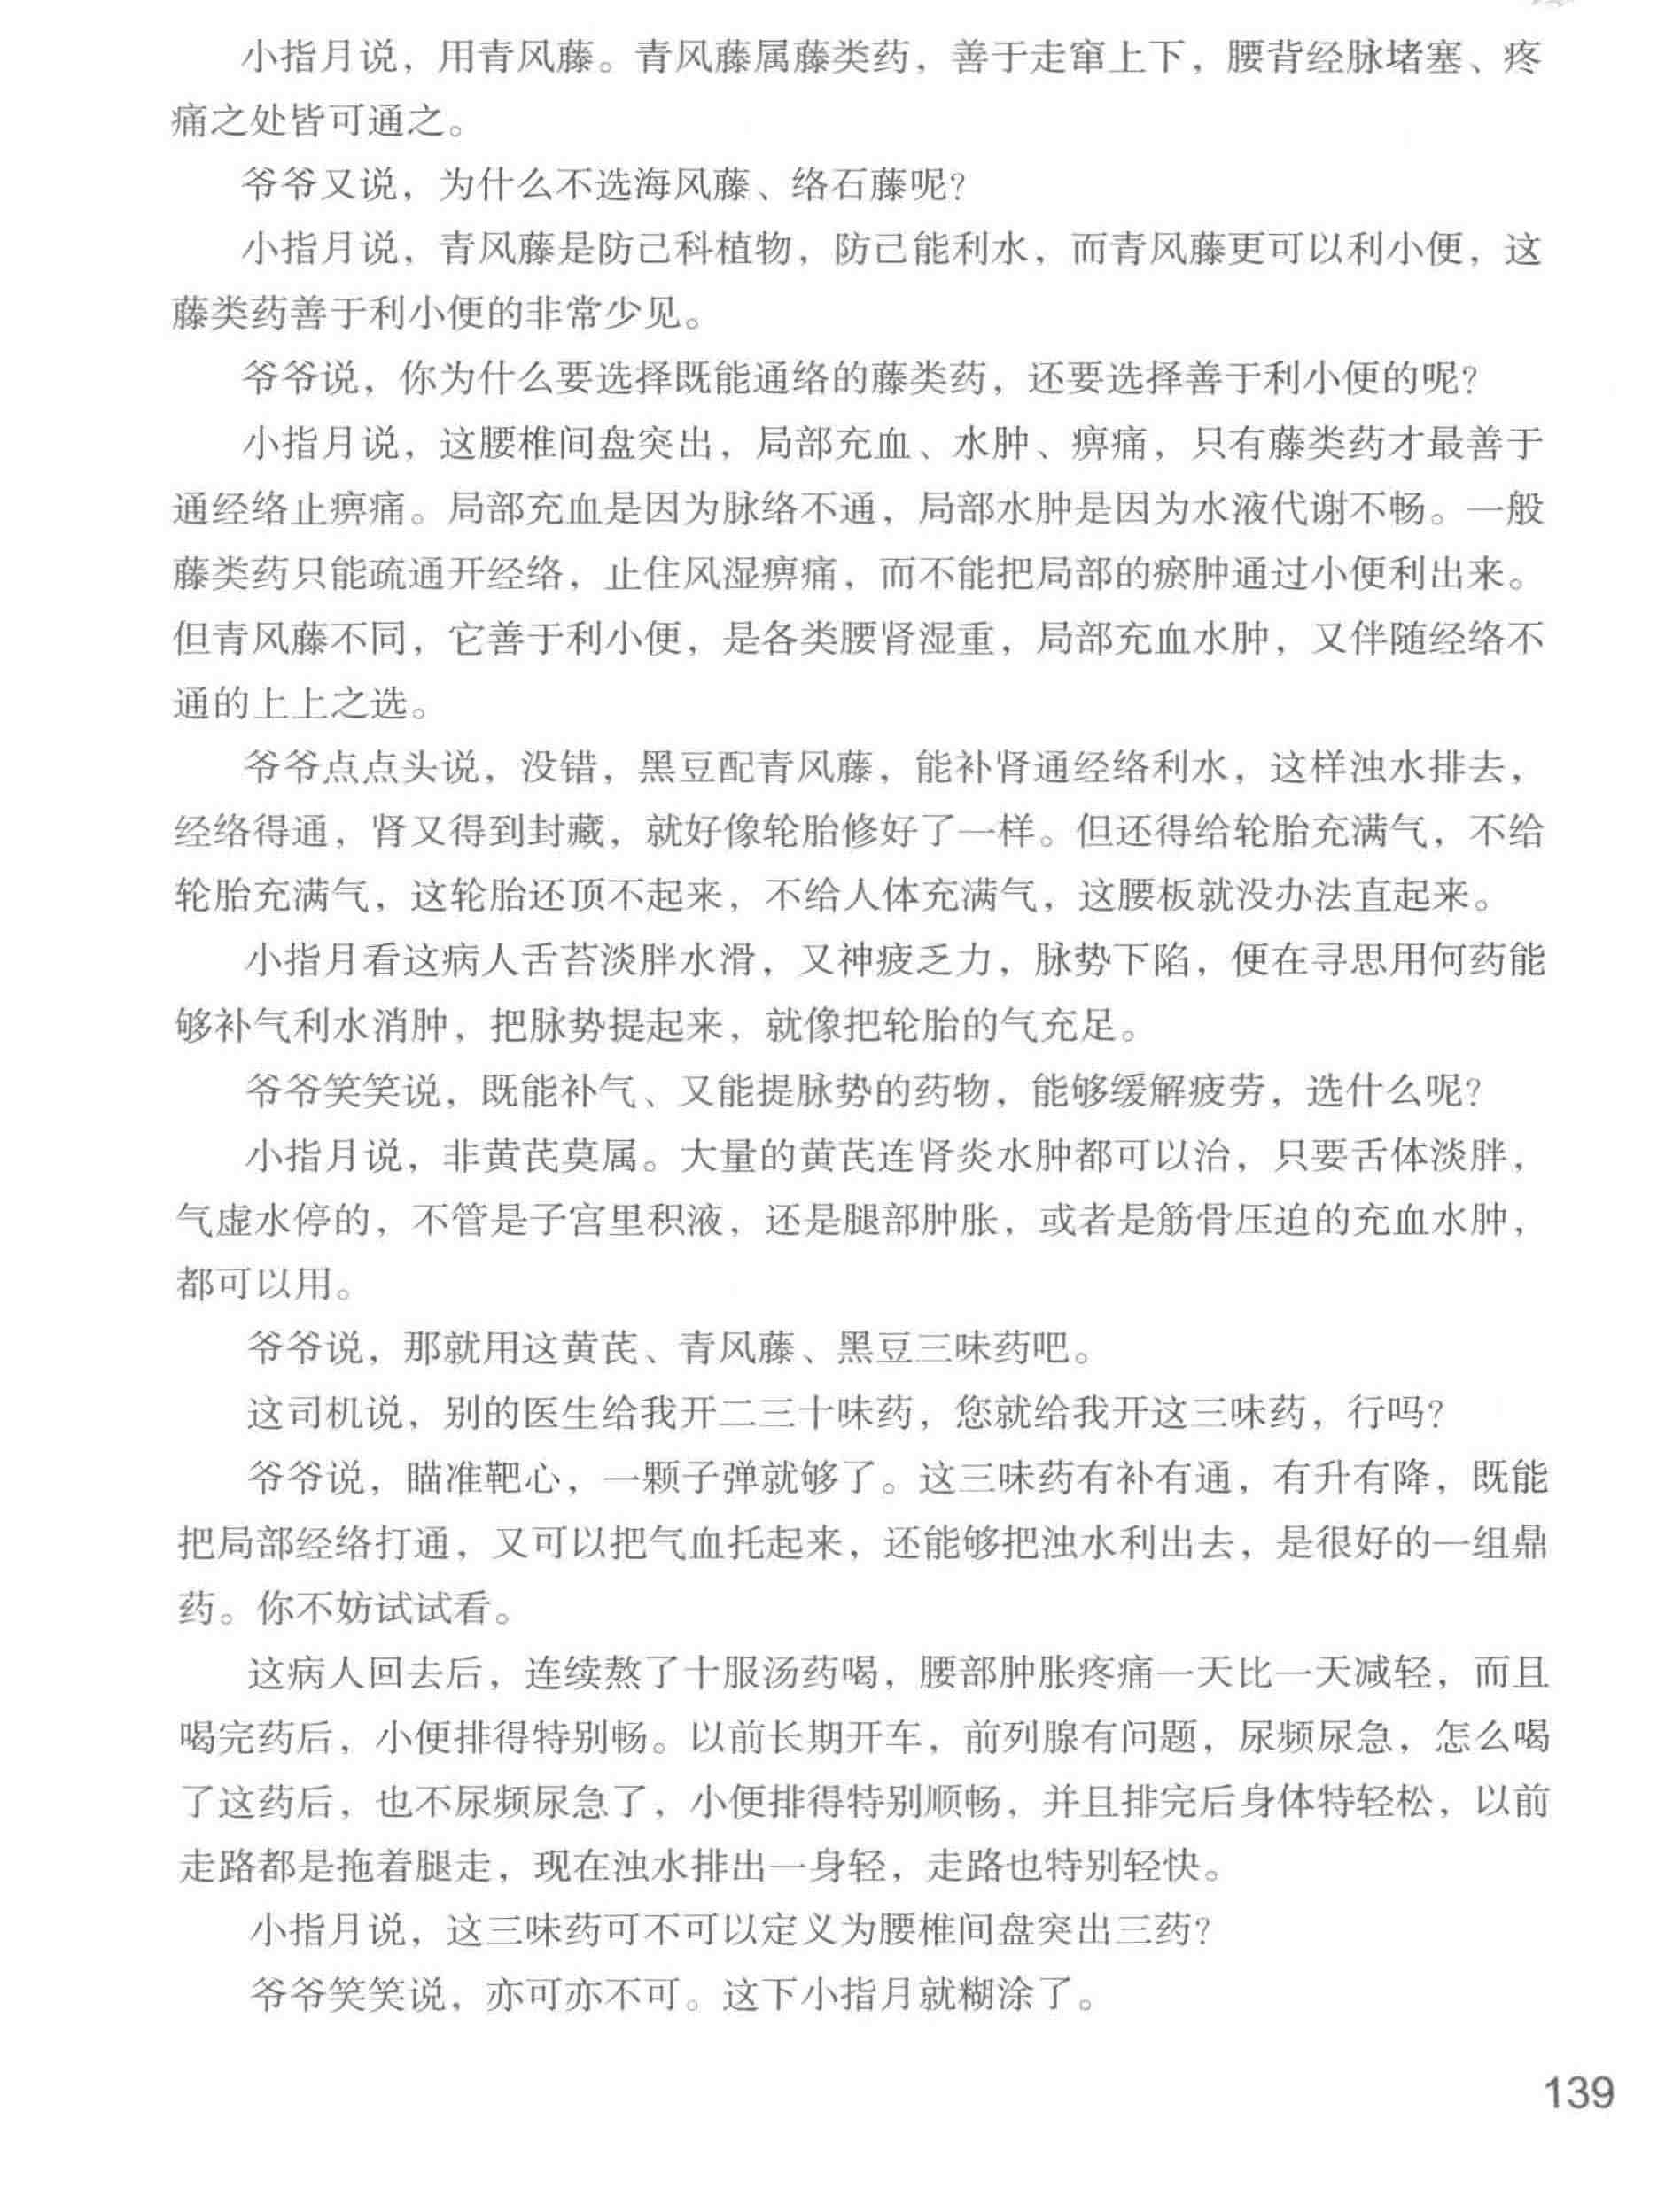 小指月说，用青风藤。青风藤属藤类药，善于走窜上下，腰背经脉堵塞、疼
痛之处皆可通之。
爷爷又说，为什么不选海风藤、络石藤呢？
小指月说，青风藤是防己科植物，防己能利水，而青风藤更可以利小便，这
藤类药善于利小便的非常少见。
爷爷说，你为什么要选择既能通络的藤类药，还要选择善于利小便的呢？
小指月说，这腰椎间盘突出，局部充血、水肿、痹痛，只有藤类药才最善于
通经络止痹痛。局部充血是因为脉络不通，局部水肿是因为水液代谢不畅。一般
藤类药只能疏通开经络，止住风湿痹痛，而不能把局部的瘀肿通过小便利出来。
但青风藤不同，它善于利小便，是各类腰肾湿重，局部充血水肿，又伴随经络不
通的上上之选。
爷爷点点头说，没错，黑豆配青风藤，能补肾通经络利水，这样浊水排去，
经络得通，肾又得到封藏，就好像轮胎修好了一样。但还得给轮胎充满气，不给
轮胎充满气，这轮胎还顶不起来，不给人体充满气，这腰板就没办法直起来。
小指月看这病人舌苔淡胖水滑，又神疲乏力，脉势下陷，便在寻思用何药能
够补气利水消肿，把脉势提起来，就像把轮胎的气充足。
爷爷笑笑说，既能补气、又能提脉势的药物，能够缓解疲劳，选什么呢？
小指月说，非黄芪莫属。大量的黄芪连肾炎水肿都可以治，只要舌体淡胖，
气虚水停的，不管是子宫里积液，还是腿部肿胀，或者是筋骨压迫的充血水肿，
都可以用。
爷爷说，那就用这黄芪、青风藤、黑豆三味药吧。
这司机说，别的医生给我开二三十味药，您就给我开这三味药，行吗？
爷爷说，瞄准靶心，一颗子弹就够了。这三味药有补有通，有升有降，既能
把局部经络打通，又可以把气血托起来，还能够把浊水利出去，是很好的一组鼎
药。你不妨试试看。
这病人回去后，连续熬了十服汤药喝，腰部肿胀疼痛一天比一天减轻，而且
喝完药后，小便排得特别畅。以前长期开车，前列腺有问题，尿频尿急，怎么喝
了这药后，也不尿频尿急了，小便排得特别顺畅，并且排完后身体特轻松，以前
走路都是拖着腿走，现在浊水排出一身轻，走路也特别轻快。
小指月说，这三味药可不可以定义为腰椎间盘突出三药？
爷爷笑笑说，亦可亦不可。这下小指月就糊涂了。
139